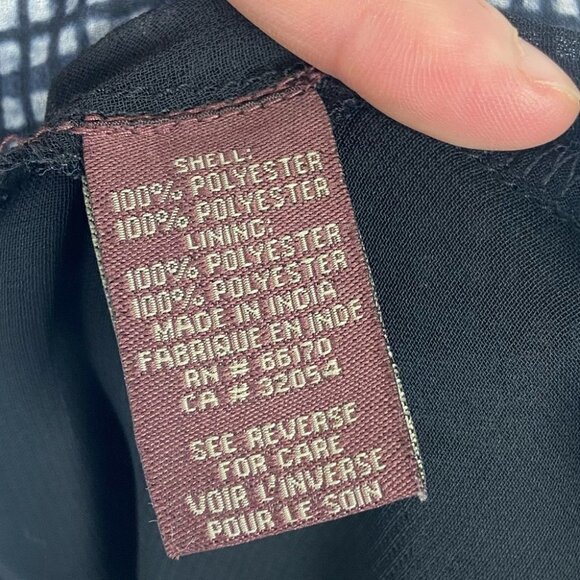 SHELL:
100% POLYESTER
100% POLYESTER
LINING:
100% POLYESTER
100% POLYESTER
MADE IN INDIA
FABRIQUE EN INDE
RN # 66170
CA # 32054
SEE REVERSE
FOR CARE
VOIR L'INVERSE
POUR LE SOIN